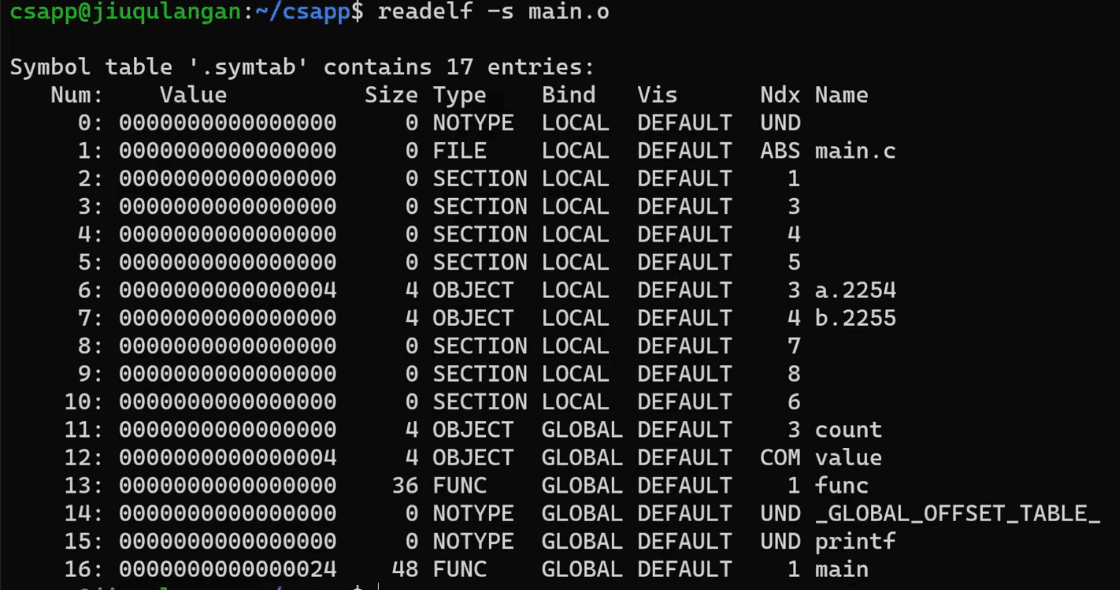 csapp@jiuqulangan:~/csapp$ readelf -s main.o
Symbol table '.symtab' contains 17 entries:
Num: Value Size Type Bind Vis Ndx Name
0: 0000000000000000 0 NOTYPE LOCAL DEFAULT UND
1: 0000000000000000 0 FILE LOCAL DEFAULT ABS main.c
2: 0000000000000000 0 SECTION LOCAL DEFAULT 1
3: 0000000000000000 0 SECTION LOCAL DEFAULT 3
4: 0000000000000000 0 SECTION LOCAL DEFAULT 4
5: 0000000000000000 0 SECTION LOCAL DEFAULT 5
6: 0000000000000004 4 OBJECT LOCAL DEFAULT 3 a.2254
7: 0000000000000000 4 OBJECT LOCAL DEFAULT 4 b.2255
8: 0000000000000000 0 SECTION LOCAL DEFAULT 7
9: 0000000000000000 0 SECTION LOCAL DEFAULT 8
10: 0000000000000000 0 SECTION LOCAL DEFAULT 6
11: 0000000000000000 4 OBJECT GLOBAL DEFAULT 3 count
12: 0000000000000004 4 OBJECT GLOBAL DEFAULT COM value
13: 0000000000000000 36 FUNC GLOBAL DEFAULT 1 func
14: 0000000000000000 0 NOTYPE GLOBAL DEFAULT UND _GLOBAL_OFFSET_TABLE_
15: 0000000000000000 0 NOTYPE GLOBAL DEFAULT UND printf
16: 0000000000000024 48 FUNC GLOBAL DEFAULT 1 main